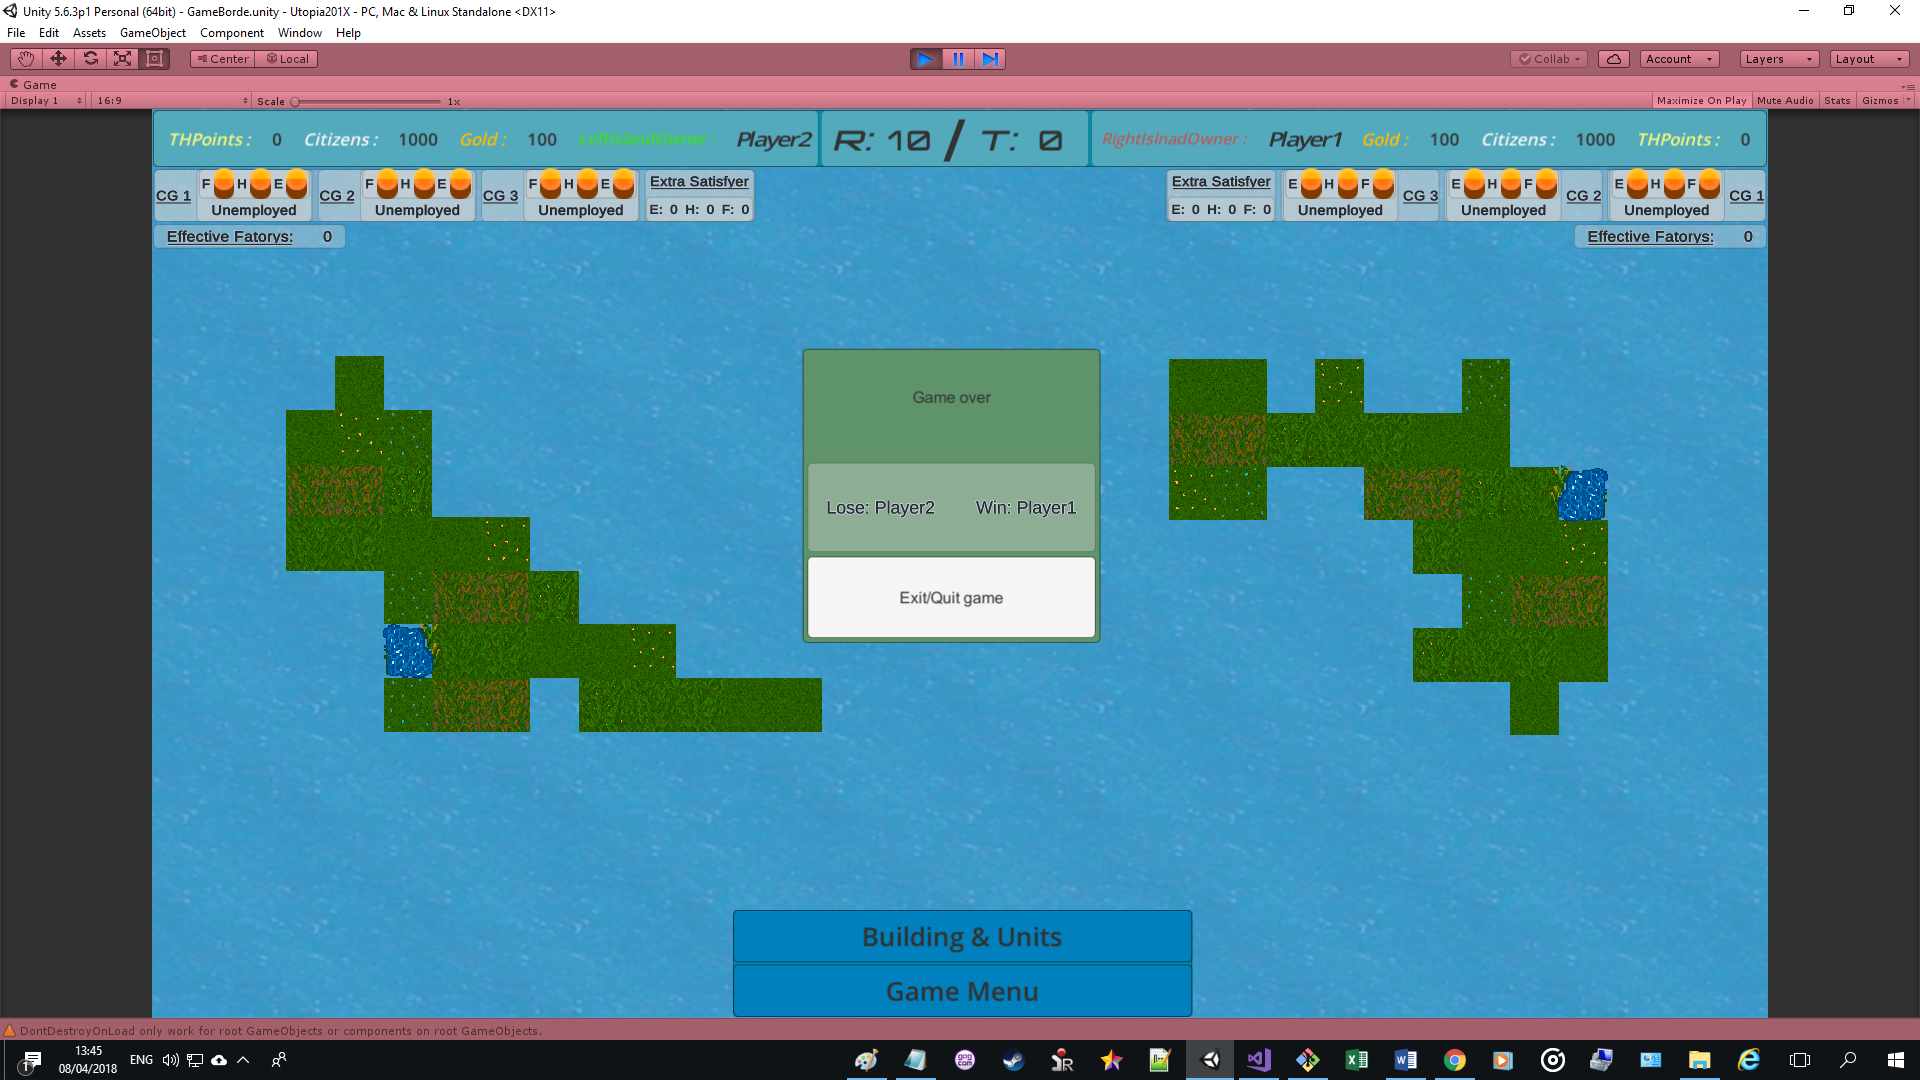 Unity 5.6.3p1 Personal (64bit) - GameBorde.unity - Utopia201X - PC, Mac & Linux Standalone <DX11>
File Edit Assets GameObject Component Window Help
Center Local Collab Account Layers Layout
Game
Display 1 16:9 Scale 1x Maximize On Play Mute Audio Stats Gizmos
THPoints : 0 Citizens : 1000 Gold : 100 LeftIslandOwner : Player2 R: 10 / T: 0 RightIslnadOwner : Player1 Gold : 100 Citizens : 1000 THPoints : 0
CG 1 F H E Unemployed CG 2 F H E Unemployed CG 3 F H E Unemployed Extra Satisfyer
E: 0 H: 0 F: 0
Extra Satisfyer E H F Unemployed CG 3 E H F Unemployed CG 2 E H F Unemployed CG 1
E: 0 H: 0 F: 0
Effective Fatorys: 0 Effective Fatorys: 0
Game over
Lose: Player2 Win: Player1
Exit/Quit game
Building & Units
Game Menu
DontDestroyOnLoad only work for root GameObjects or components on root GameObjects.
13:45
08/04/2018
ENG